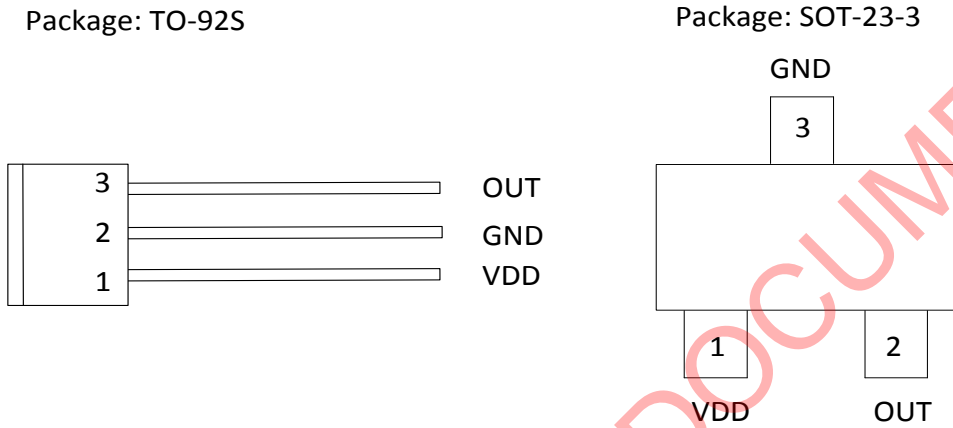 Package: TO-92S
3 OUT
2 GND
1 VDD
Package: SOT-23-3
GND
3
1 2
VDD OUT
DOCUME